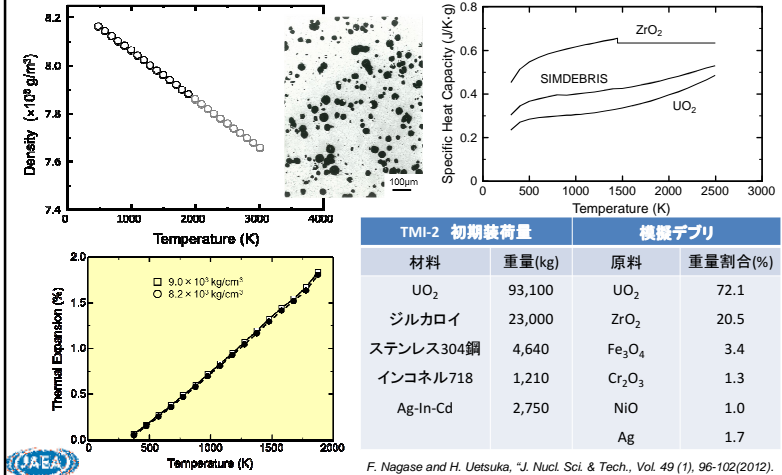 8.2
8.0
7.8
7.6
7.4
Density (×10⁶ g/m³)
0
1000
2000
3000
4000
Temperature (K)
100μm
0.8
0.6
0.4
0.2
0
Specific Heat Capacity (J/K·g)
ZrO₂
SIMDEBRIS
UO₂
0
500
1000
1500
2000
2500
3000
Temperature (K)
2.0
1.5
1.0
0.5
0.0
Thermal Expansion (%)
9.0×10³ kg/cm³
8.2×10³ kg/cm³
0
500
1000
1500
2000
Temperature (K)
TMI-2 初期装荷量 模擬デブリ
材料 重量(kg) 原料 重量割合(%)
UO₂ 93,100 UO₂ 72.1
ジルカロイ 23,000 ZrO₂ 20.5
ステンレス304鋼 4,640 Fe₃O₄ 3.4
インコネル718 1,210 Cr₂O₃ 1.3
Ag-In-Cd 2,750 NiO 1.0
Ag 1.7
JAEA
F. Nagase and H. Uetsuka, "J. Nucl. Sci. & Tech., Vol. 49 (1), 96-102(2012).